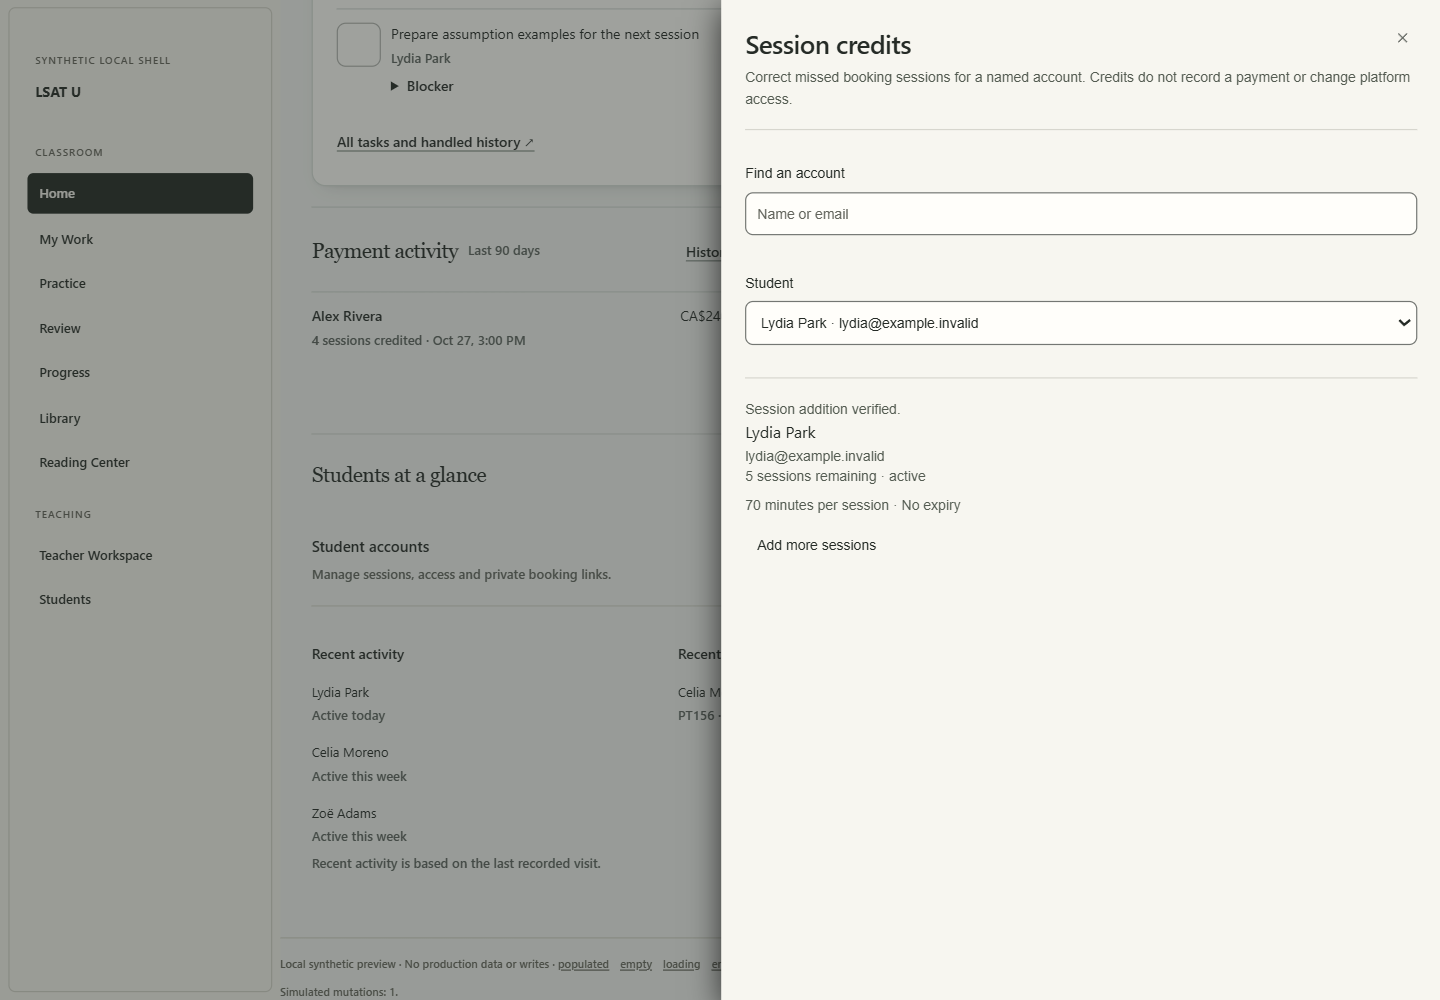 SYNTHETIC LOCAL SHELL
LSAT U
CLASSROOM
Home
My Work
Practice
Review
Progress
Library
Reading Center
TEACHING
Teacher Workspace
Students
Prepare assumption examples for the next session
Lydia Park
▶ Blocker
All tasks and handled history ↗
Payment activity Last 90 days
Alex Rivera CA$24
4 sessions credited · Oct 27, 3:00 PM
Students at a glance
Student accounts
Manage sessions, access and private booking links.
Recent activity Recent
Lydia Park
Active today
Celia Moreno
Active this week
Zoë Adams
Active this week
Recent activity is based on the last recorded visit.
Celia M
PT156 ·
Local synthetic preview · No production data or writes · populated empty loading
Simulated mutations: 1.
Session credits
×
Correct missed booking sessions for a named account. Credits do not record a payment or change platform
access.
Find an account
Name or email
Student
Lydia Park · lydia@example.invalid
Session addition verified.
Lydia Park
lydia@example.invalid
5 sessions remaining · active
70 minutes per session · No expiry
Add more sessions